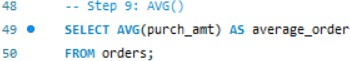 48 -- Step 9: AVG()
49 SELECT AVG(purch_amt) AS average_order
50 FROM orders;